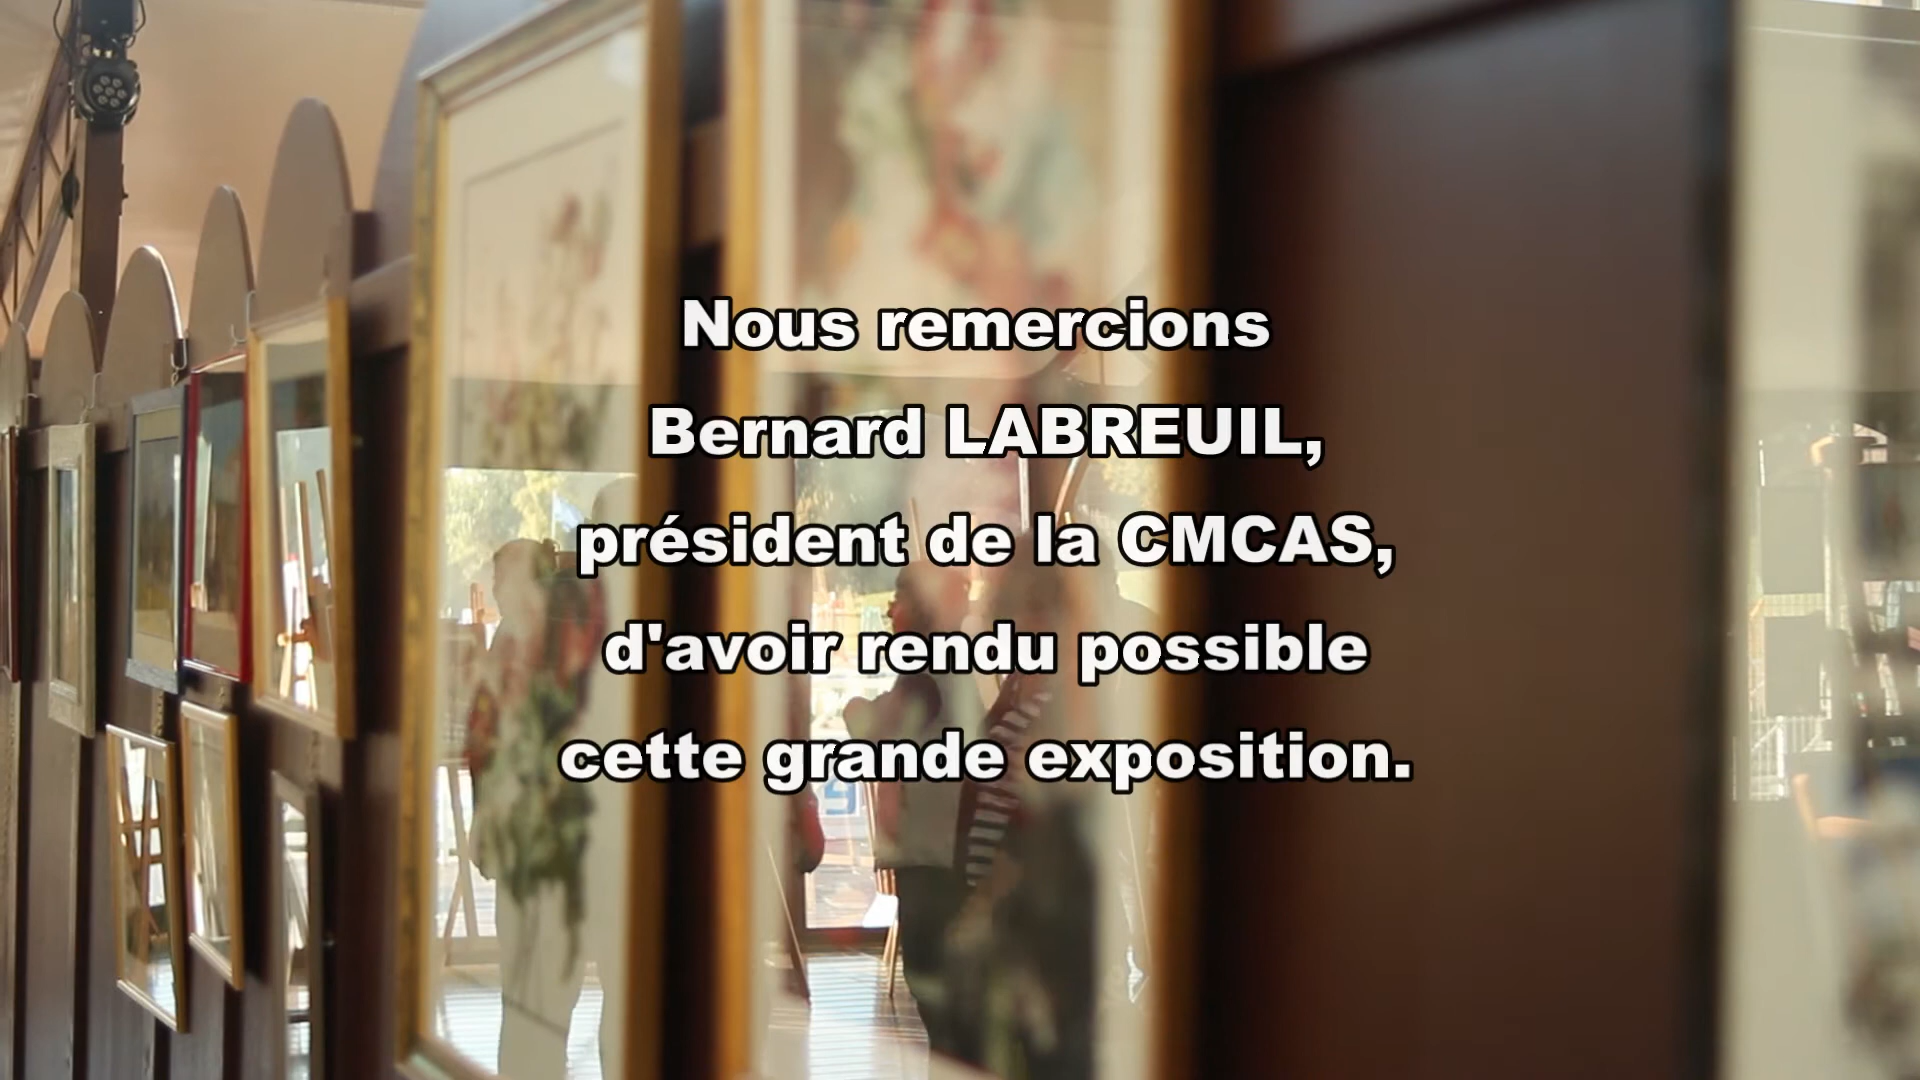 Nous remercions
Bernard LABREUIL,
président de la CMCAS,
d'avoir rendu possible
cette grande exposition.